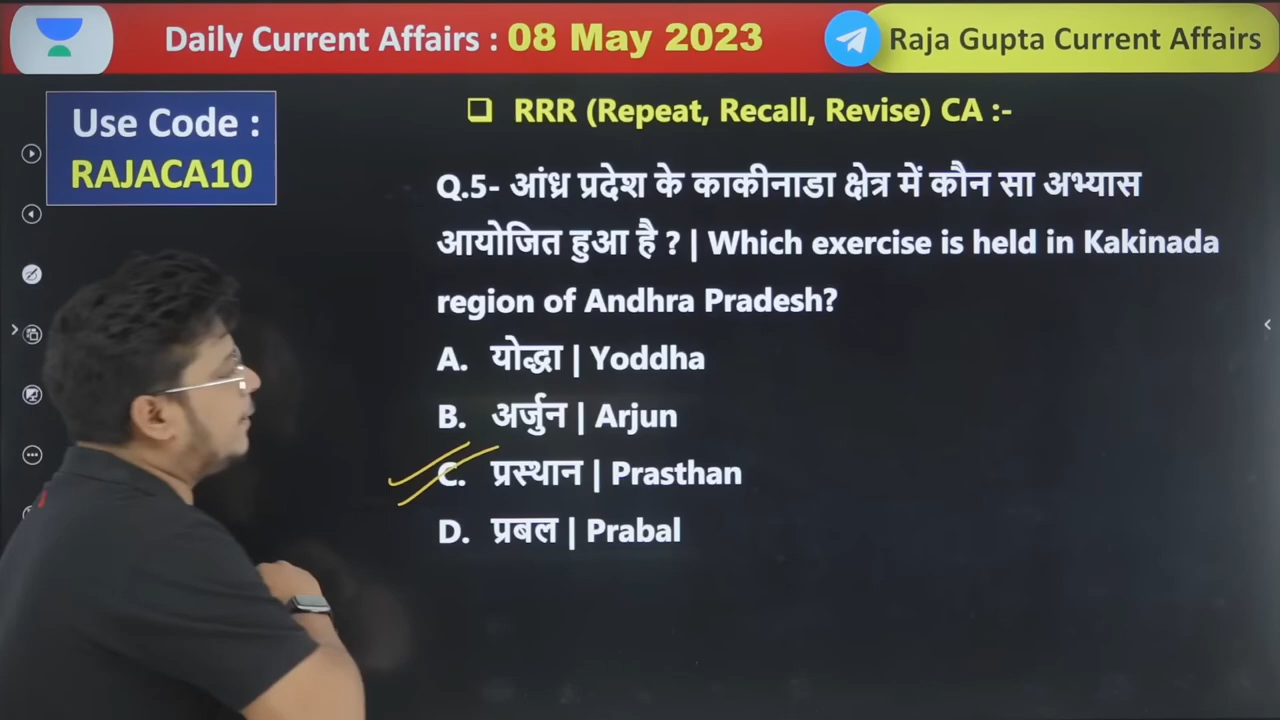 Daily Current Affairs : 08 May 2023
Raja Gupta Current Affairs
Use Code :
RAJACA10
❑ RRR (Repeat, Recall, Revise) CA :-
Q.5- आंध्र प्रदेश के काकीनाडा क्षेत्र में कौन सा अभ्यास
आयोजित हुआ है ? | Which exercise is held in Kakinada
region of Andhra Pradesh?
A. योद्धा | Yoddha
B. अर्जुन | Arjun
C. प्रस्थान | Prasthan
D. प्रबल | Prabal